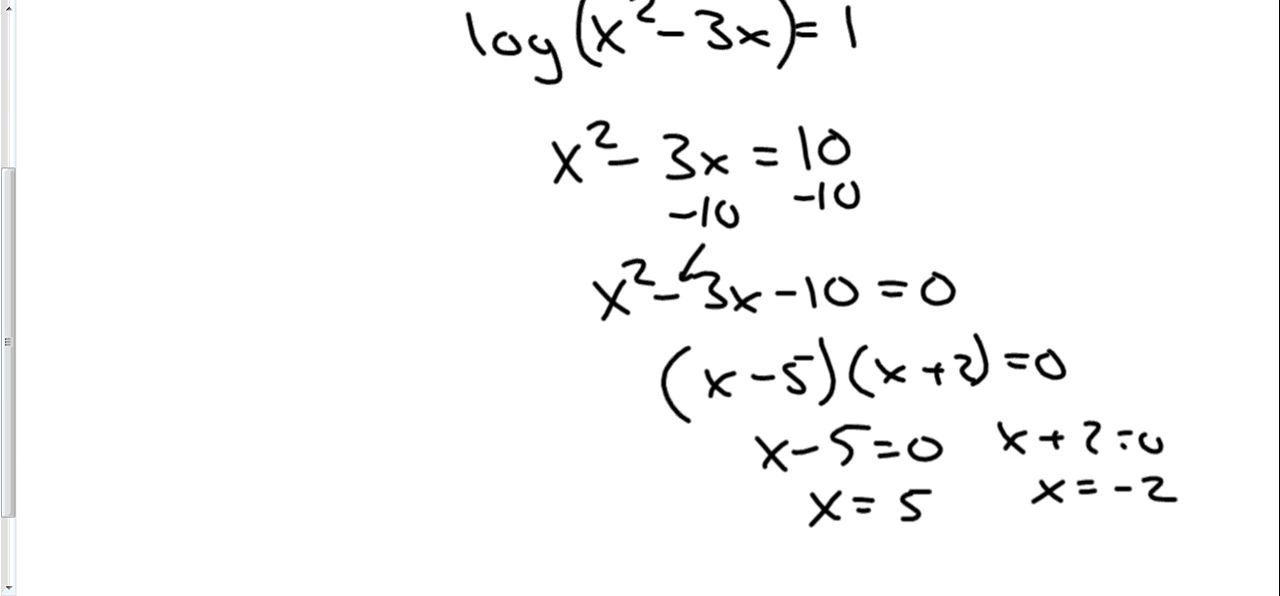 log(x²-3x)=1
x²-3x=10
-10 -10
x²-3x-10=0
(x-5)(x+2)=0
x-5=0 x+2=0
x=5 x=-2